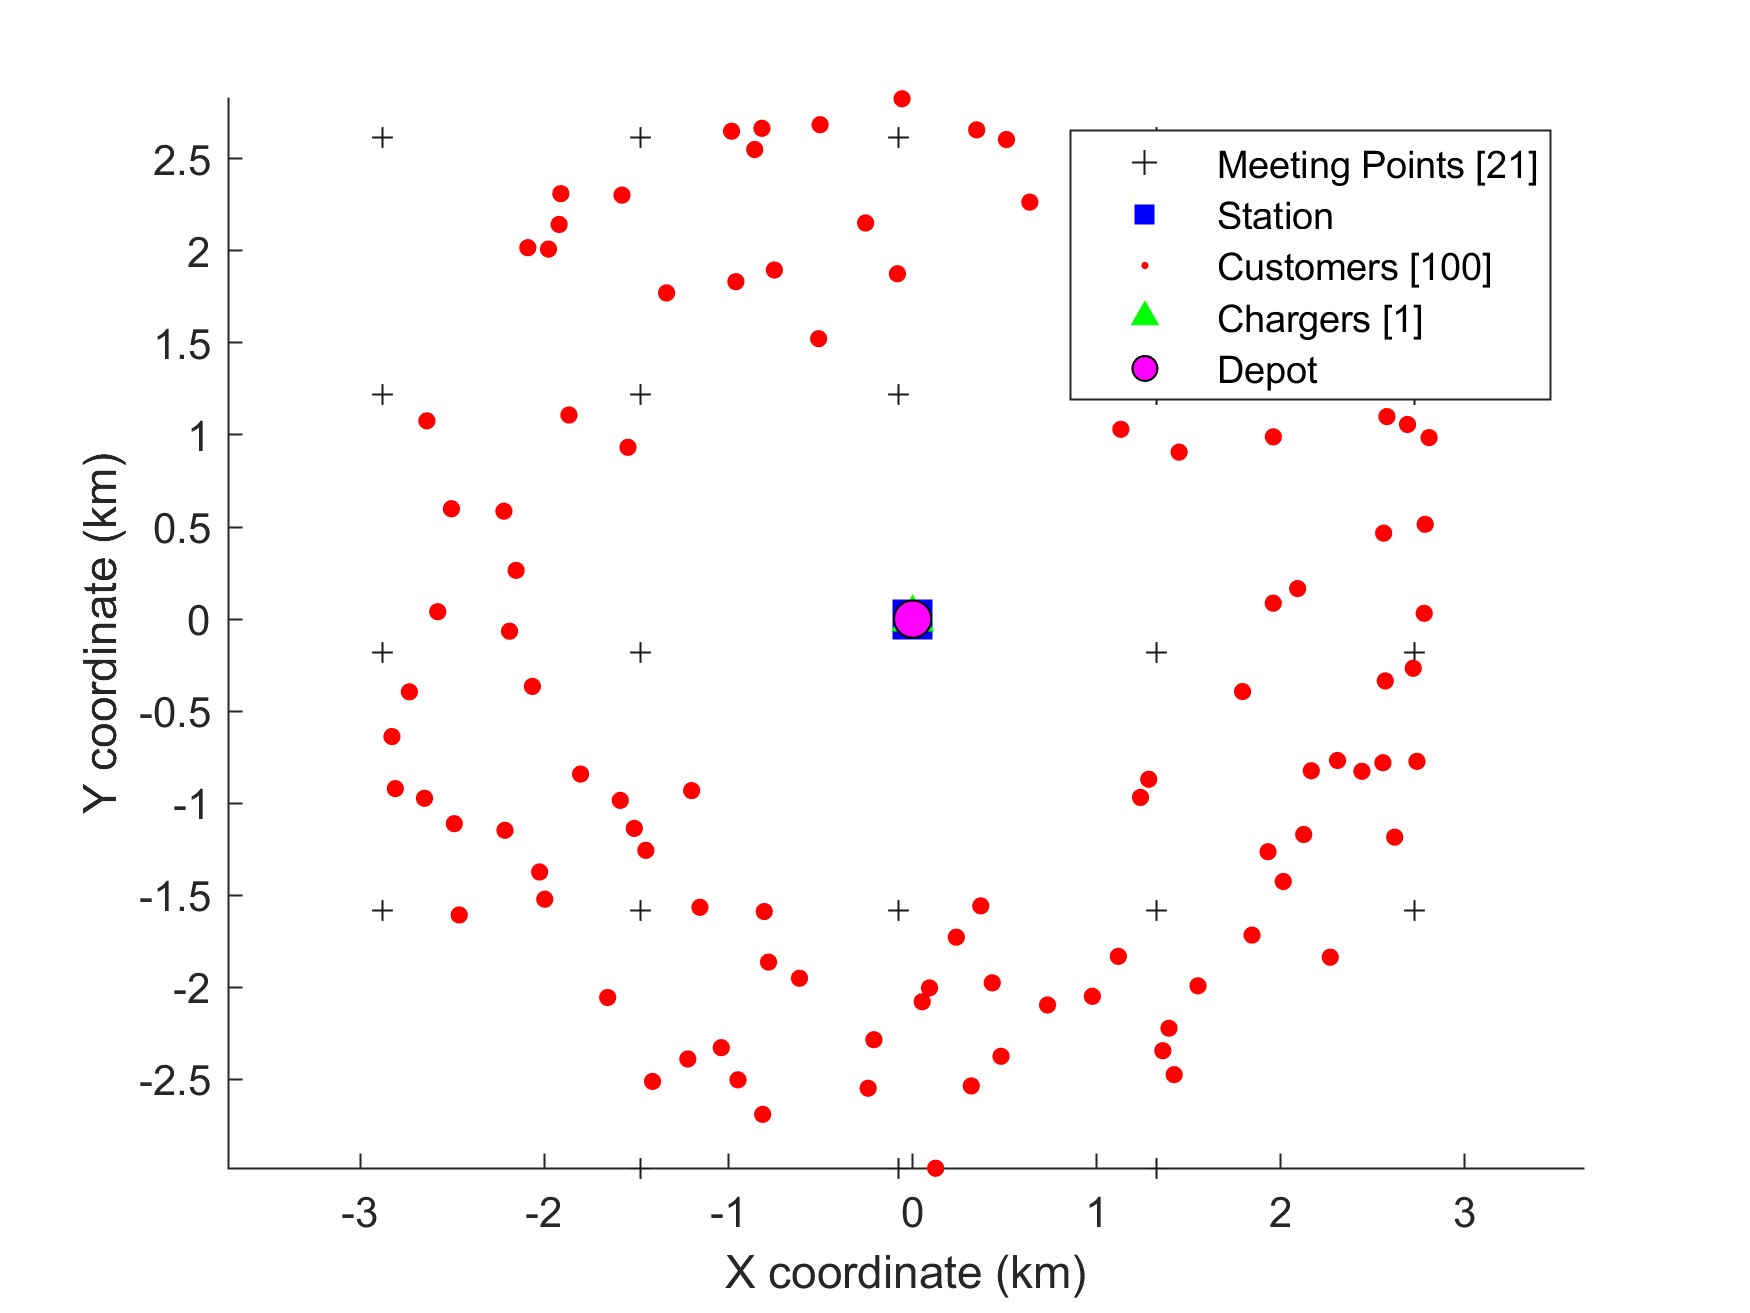 Meeting Points [21]
Station
Customers [100]
Chargers [1]
Depot
2.5
2
1.5
1
0.5
0
-0.5
-1
-1.5
-2
-2.5
Y coordinate (km)
-3 -2 -1 0 1 2 3
X coordinate (km)